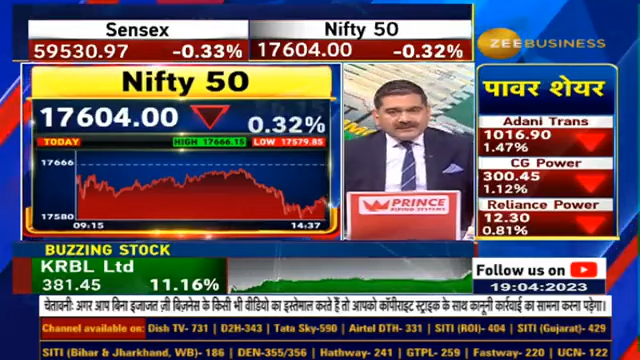 Sensex
59530.97 -0.33%
Nifty 50
17604.00 -0.32%
ZEEBUSINESS
Nifty 50
17604.00 0.32%
TODAY HIGH 17666.15 LOW 17579.85
17666
17580
09:15 14:37
PRINCE
PIPING SYSTEMS
पावर शेयर
Adani Trans
1016.90
1.47%
CG Power
300.45
1.12%
Reliance Power
12.30
0.81%
BUZZING STOCK
KRBL Ltd
381.45 11.16%
Follow us on
19:04:2023
चेतावनी: अगर आप बिना इजाजत ज़ी बिज़नेस के किसी भी वीडियो का इस्तेमाल करते हैं तो आपको कॉपीराइट स्ट्राइक के साथ कानूनी कार्रवाई का सामना करना पड़ेगा.
Channel available on: Dish TV- 731 | D2H-343 | Tata Sky-590 | Airtel DTH- 331 | SITI (ROI)- 404 | SITI (Gujarat)- 429
SITI (Bihar & Jharkhand, WB)- 186 | DEN-355/356 | Hathway- 241 | GTPL- 259 | Fastway- 220 | UCN- 122